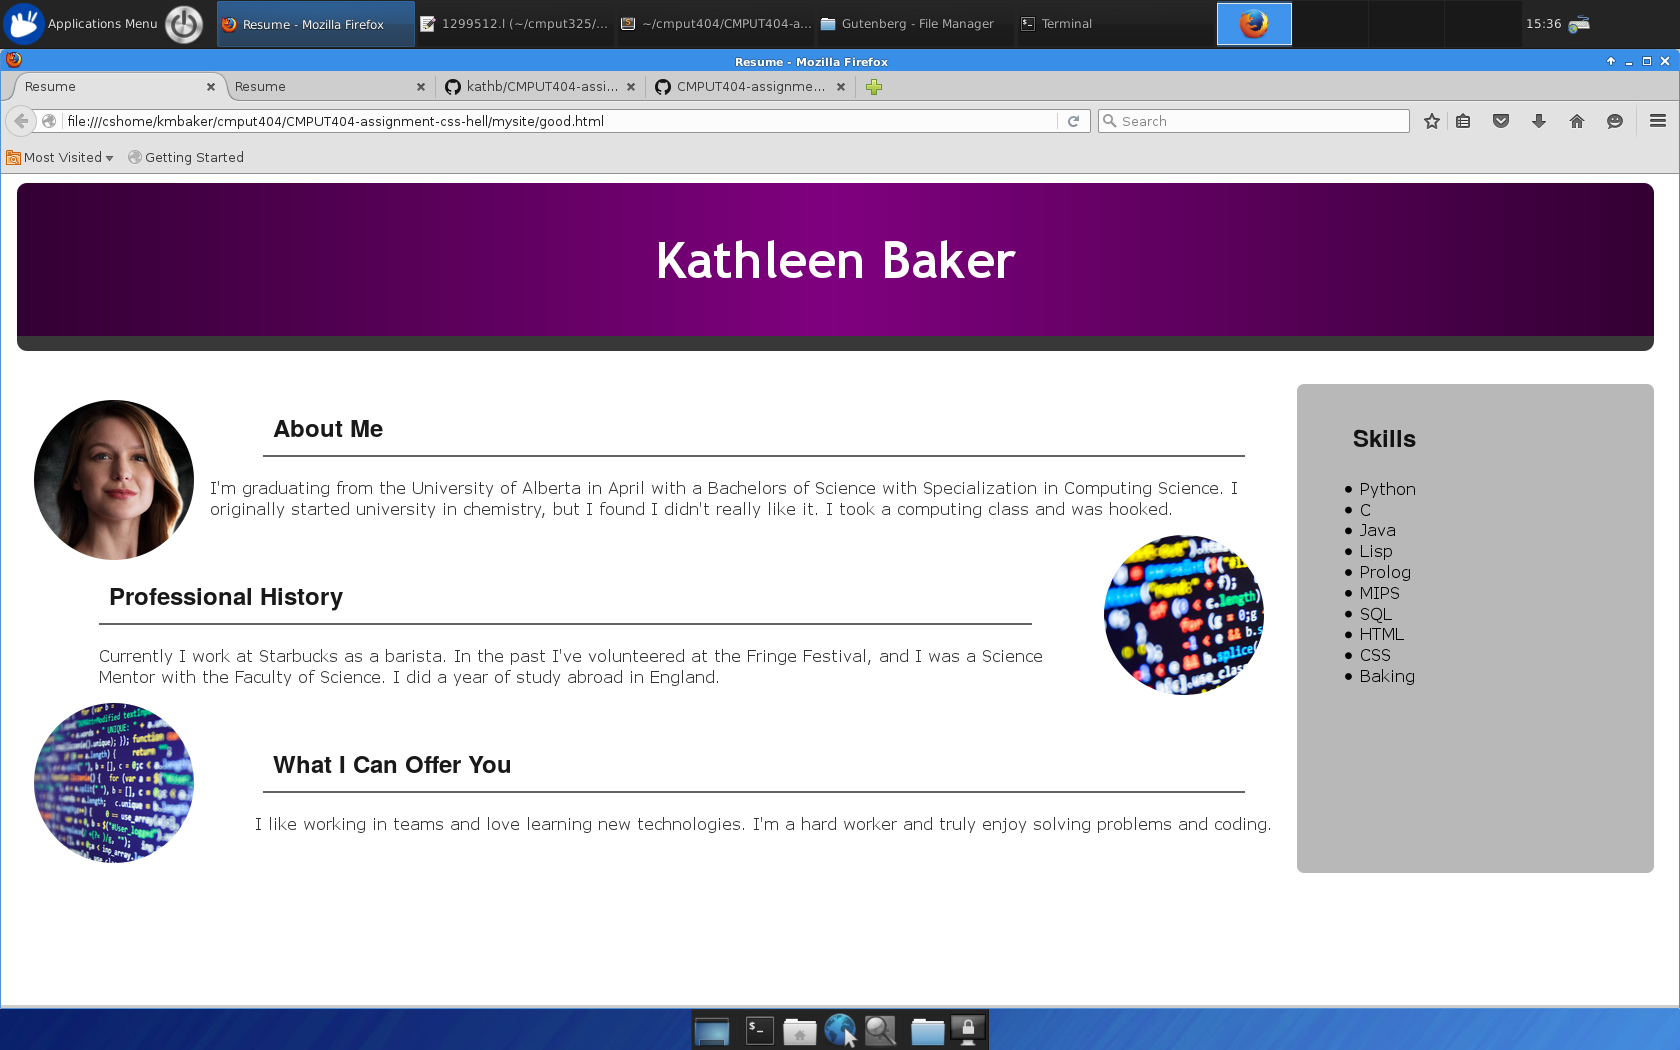 Applications Menu
Resume - Mozilla Firefox
1299512.l (~/cmput325/...
~/cmput404/CMPUT404-a...
Gutenberg - File Manager
Terminal
15:36
Resume - Mozilla Firefox
Resume
Resume
kathb/CMPUT404-assi...
CMPUT404-assignme...
file:///cshome/kmbaker/cmput404/CMPUT404-assignment-css-hell/mysite/good.html
Search
Most Visited
Getting Started
Kathleen Baker
About Me
I'm graduating from the University of Alberta in April with a Bachelors of Science with Specialization in Computing Science. I
originally started university in chemistry, but I found I didn't really like it. I took a computing class and was hooked.
Professional History
Currently I work at Starbucks as a barista. In the past I've volunteered at the Fringe Festival, and I was a Science
Mentor with the Faculty of Science. I did a year of study abroad in England.
What I Can Offer You
I like working in teams and love learning new technologies. I'm a hard worker and truly enjoy solving problems and coding.
Skills
Python
C
Java
Lisp
Prolog
MIPS
SQL
HTML
CSS
Baking